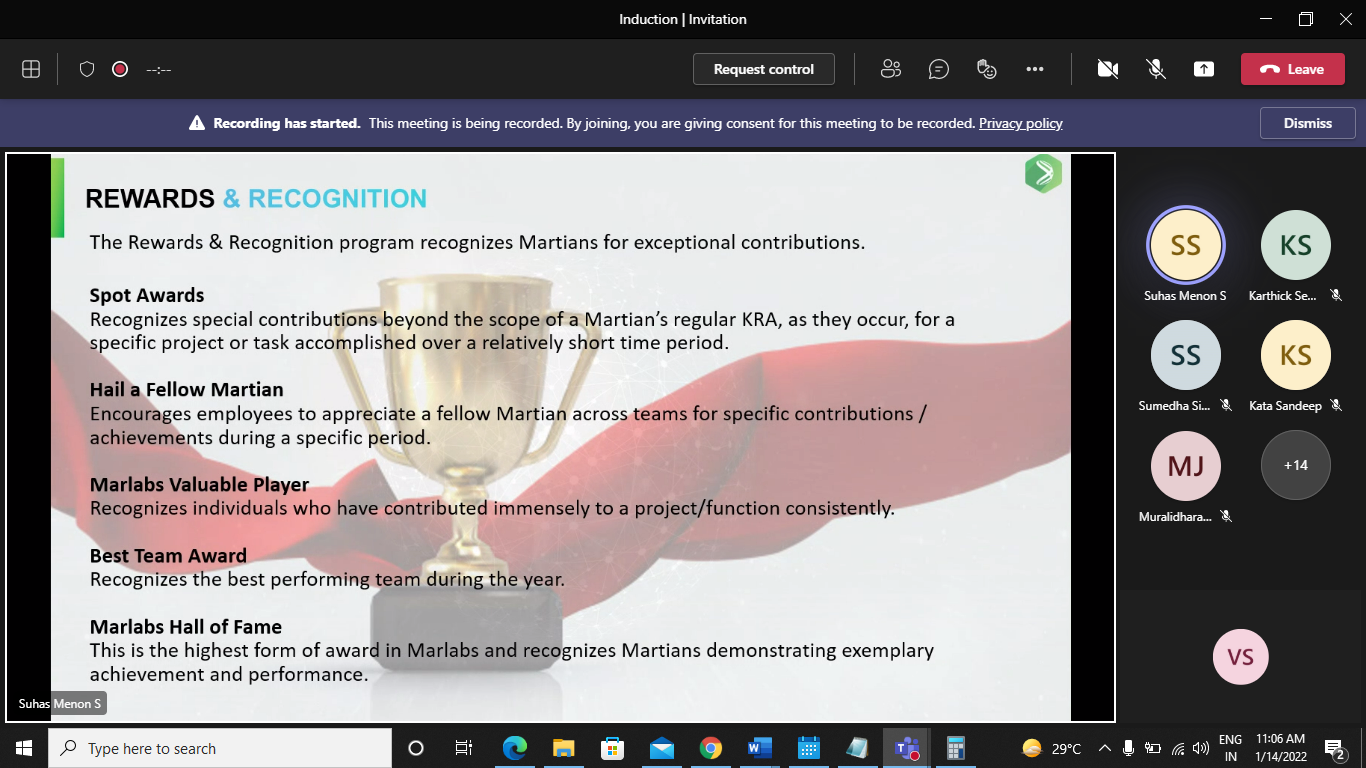 Induction | Invitation
--:--
Request control
Leave
Recording has started. This meeting is being recorded. By joining, you are giving consent for this meeting to be recorded. Privacy policy
Dismiss
REWARDS & RECOGNITION
The Rewards & Recognition program recognizes Martians for exceptional contributions.
Spot Awards
Recognizes special contributions beyond the scope of a Martian's regular KRA, as they occur, for a
specific project or task accomplished over a relatively short time period.
Hail a Fellow Martian
Encourages employees to appreciate a fellow Martian across teams for specific contributions /
achievements during a specific period.
Marlabs Valuable Player
Recognizes individuals who have contributed immensely to a project/function consistently.
Best Team Award
Recognizes the best performing team during the year.
Marlabs Hall of Fame
This is the highest form of award in Marlabs and recognizes Martians demonstrating exemplary
achievement and performance.
Suhas Menon S
SS
KS
Suhas Menon S
Karthick Se...
SS
KS
Sumedha Si...
Kata Sandeep
MJ
+14
Muralidhara...
VS
Type here to search
29°C
ENG
IN
11:06 AM
1/14/2022
2